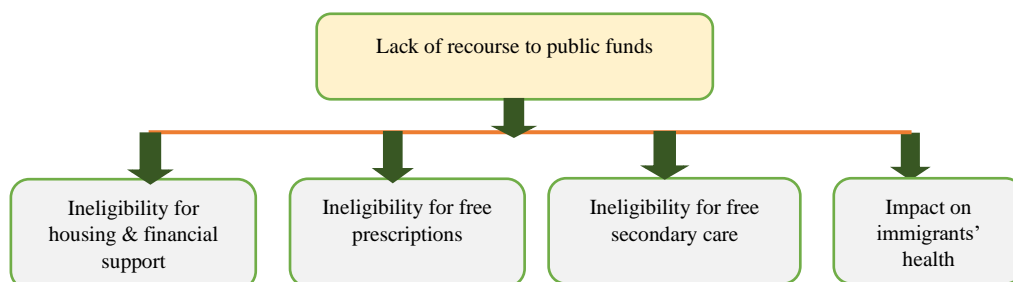 Lack of recourse to public funds
Ineligibility for
housing & financial
support
Ineligibility for free
prescriptions
Ineligibility for free
secondary care
Impact on
immigrants’
health